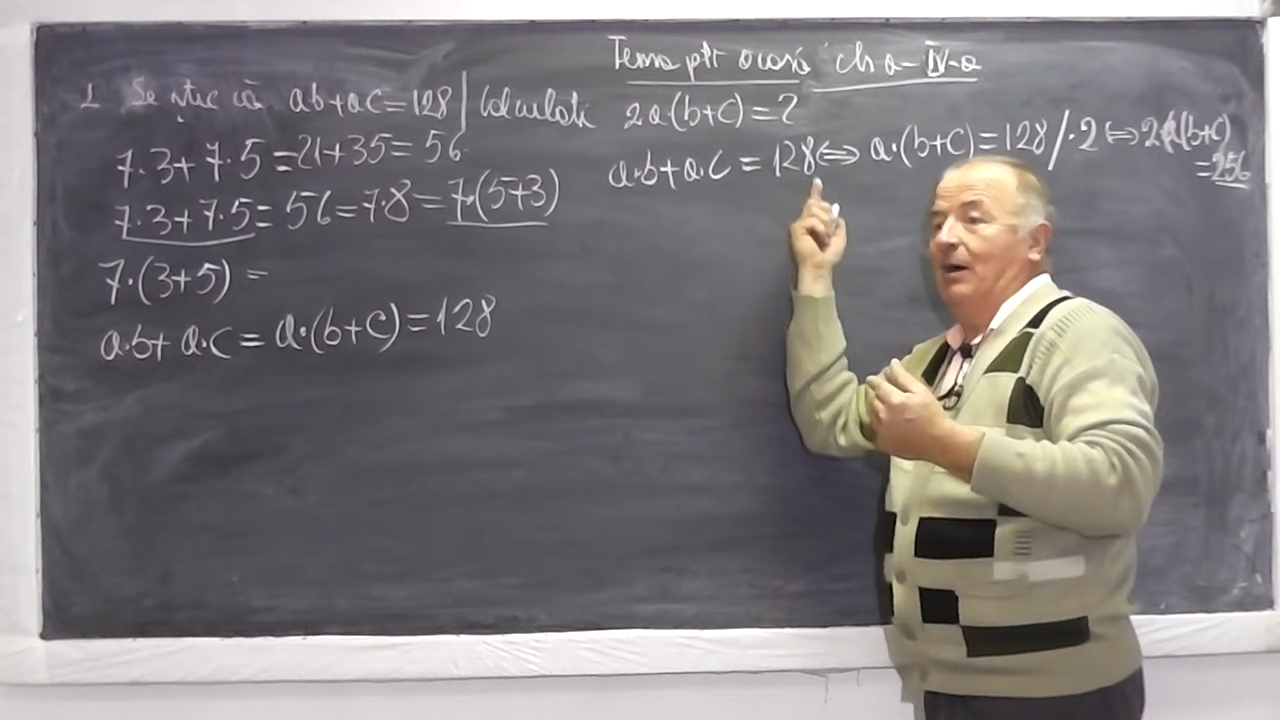 Tema ptr acasă cls a-IV-a
1 Se știe că ab+ac=128 | Calculati 2a(b+c)=?
7·3+7·5=21+35=56
a·b+a·c=128⇔a·(b+c)=128/·2⇔2a(b+c)
=256
7·3+7·5=56=7·8=7·(5+3)
7·(3+5)=
a·b+a·c=a·(b+c)=128